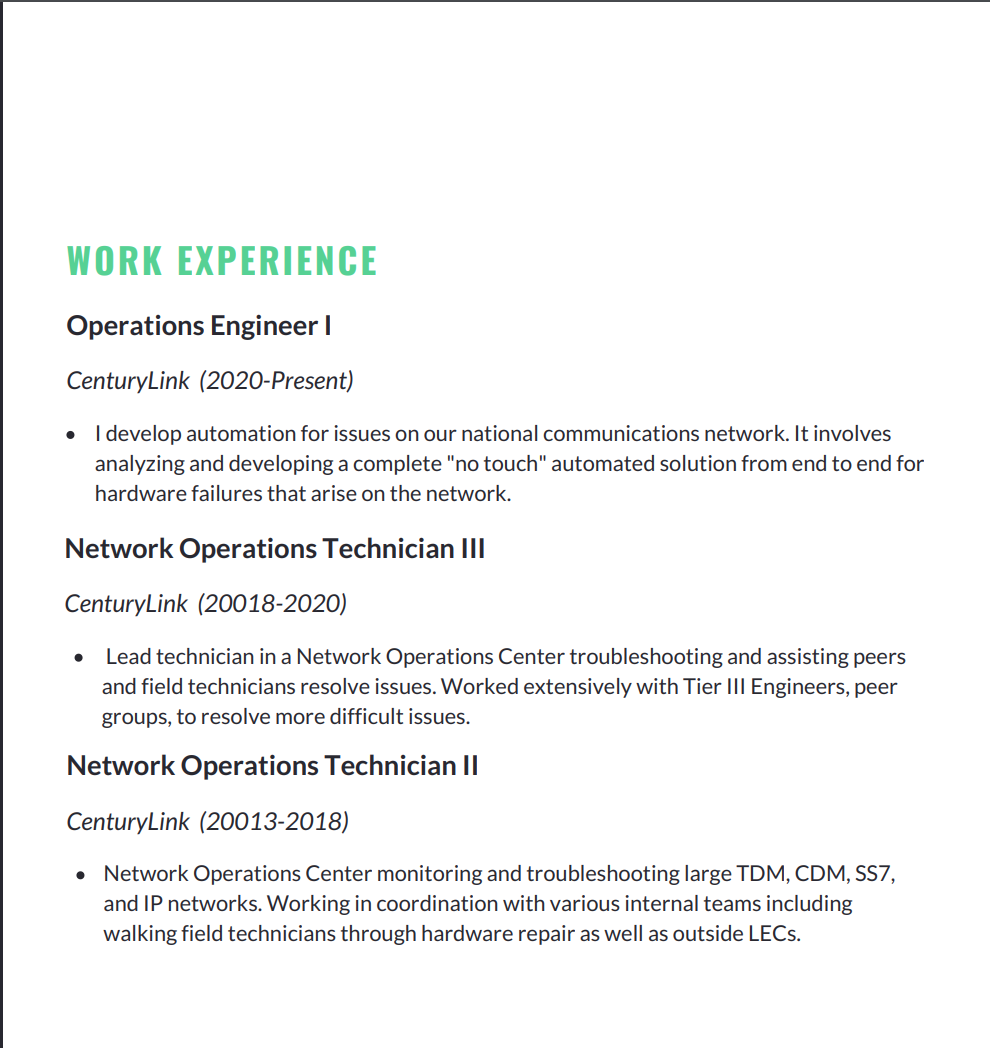 WORK EXPERIENCE
Operations Engineer I
CenturyLink (2020-Present)
• I develop automation for issues on our national communications network. It involves
analyzing and developing a complete "no touch" automated solution from end to end for
hardware failures that arise on the network.
Network Operations Technician III
CenturyLink (20018-2020)
• Lead technician in a Network Operations Center troubleshooting and assisting peers
and field technicians resolve issues. Worked extensively with Tier III Engineers, peer
groups, to resolve more difficult issues.
Network Operations Technician II
CenturyLink (20013-2018)
• Network Operations Center monitoring and troubleshooting large TDM, CDM, SS7,
and IP networks. Working in coordination with various internal teams including
walking field technicians through hardware repair as well as outside LECs.